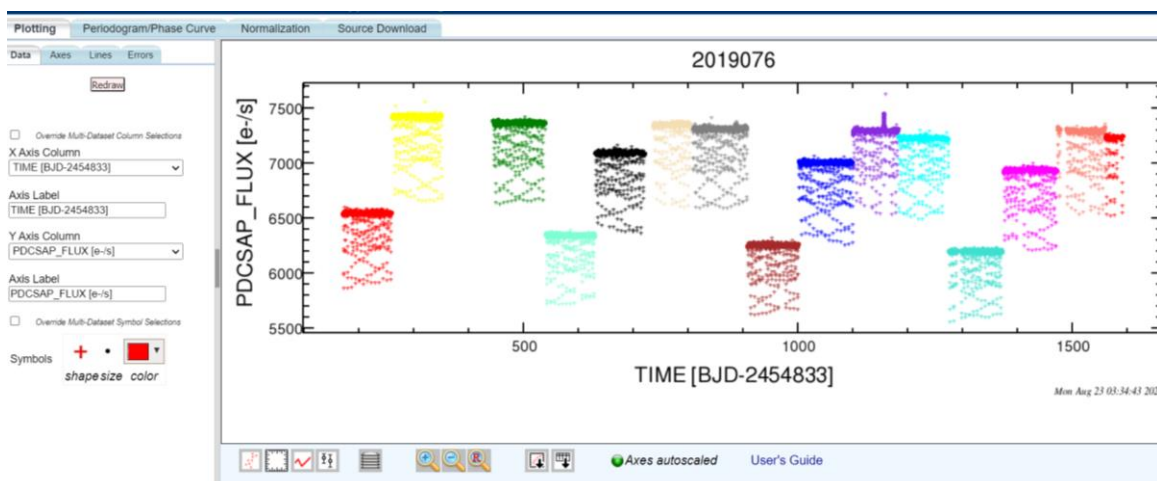 Plotting Periodogram/Phase Curve Normalization Source Download
Data Axes Lines Errors
Redraw
Override Multi-Dataset Column Selections
X Axis Column
TIME [BJD-2454833]
Axis Label
TIME [BJD-2454833]
Y Axis Column
PDCSAP_FLUX [e-/s]
Axis Label
PDCSAP_FLUX [e-/s]
Override Multi-Dataset Symbol Selections
Symbols
shape size color
2019076
PDCSAP_FLUX [e-/s]
7500
7000
6500
6000
5500
500 1000 1500
TIME [BJD-2454833]
Mon Aug 23 03:34:43 202
Axes autoscaled User's Guide